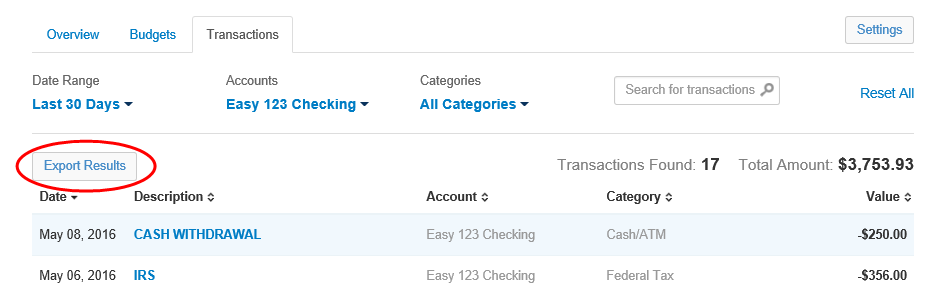 Overview Budgets Transactions Settings
Date Range Accounts Categories
Last 30 Days Easy 123 Checking All Categories Search for transactions Reset All
Export Results Transactions Found: 17 Total Amount: $3,753.93
Date Description Account Category Value
May 08, 2016 CASH WITHDRAWAL Easy 123 Checking Cash/ATM -$250.00
May 06, 2016 IRS Easy 123 Checking Federal Tax -$356.00